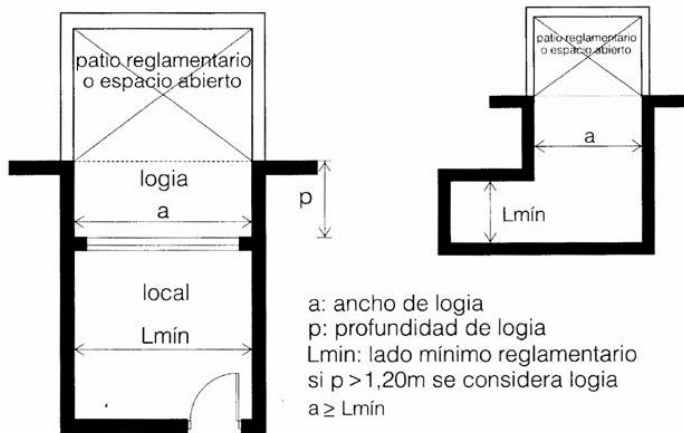 patio reglamentario
o espacio abierto
logia
a
p
local
Lmín
patio reglamentario
o espacio abierto
a
Lmín
a: ancho de logia
p: profundidad de logia
Lmin: lado mínimo reglamentario
si p > 1,20m se considera logia
a ≥ Lmín